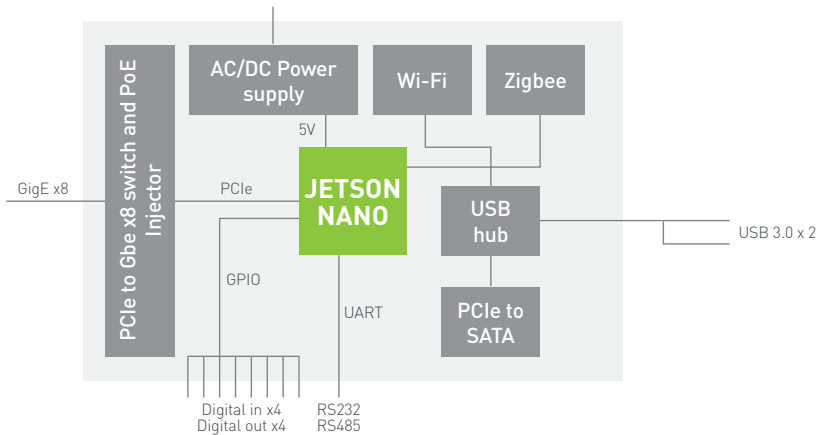 PCIe to Gbe x8 switch and PoE
Injector
AC/DC Power
supply
Wi-Fi
Zigbee
5V
JETSON
NANO
GigE x8
PCIe
USB
hub
USB 3.0 x 2
GPIO
UART
PCIe to
SATA
Digital in x4
Digital out x4
RS232
RS485